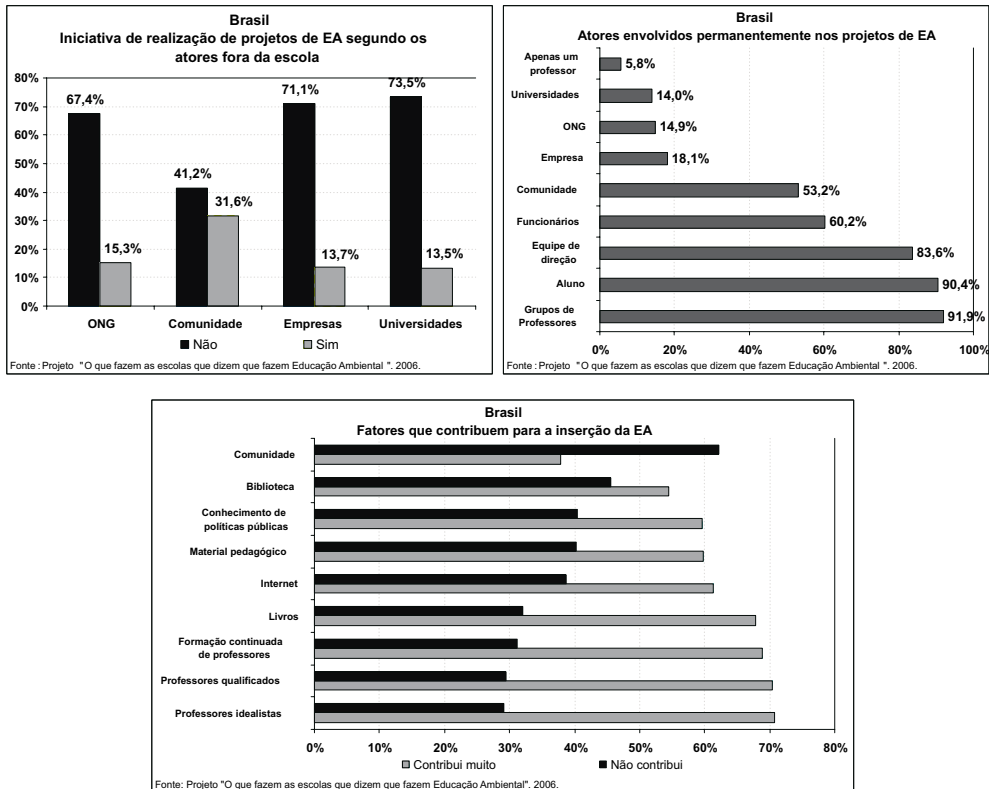 Brasil
Iniciativa de realização de projetos de EA segundo os
atores fora da escola
80%
70%
60%
50%
40%
30%
20%
10%
0%
67,4%
15,3%
41,2%
31,6%
71,1%
13,7%
73,5%
13,5%
ONG Comunidade Empresas Universidades
Não Sim
Fonte : Projeto "O que fazem as escolas que dizem que fazem Educação Ambiental ". 2006.
Brasil
Atores envolvidos permanentemente nos projetos de EA
Apenas um
professor
5,8%
Universidades
14,0%
ONG
14,9%
Empresa
18,1%
Comunidade
53,2%
Funcionários
60,2%
Equipe de
direção
83,6%
Aluno
90,4%
Grupos de
Professores
91,9%
0% 20% 40% 60% 80% 100%
Fonte : Projeto "O que fazem as escolas que dizem que fazem Educação Ambiental ". 2006.
Brasil
Fatores que contribuem para a inserção da EA
Comunidade
Biblioteca
Conhecimento de
políticas públicas
Material pedagógico
Internet
Livros
Formação continuada
de professores
Professores qualificados
Professores idealistas
0% 10% 20% 30% 40% 50% 60% 70% 80%
Contribui muito Não contribui
Fonte: Projeto "O que fazem as escolas que dizem que fazem Educação Ambiental". 2006.